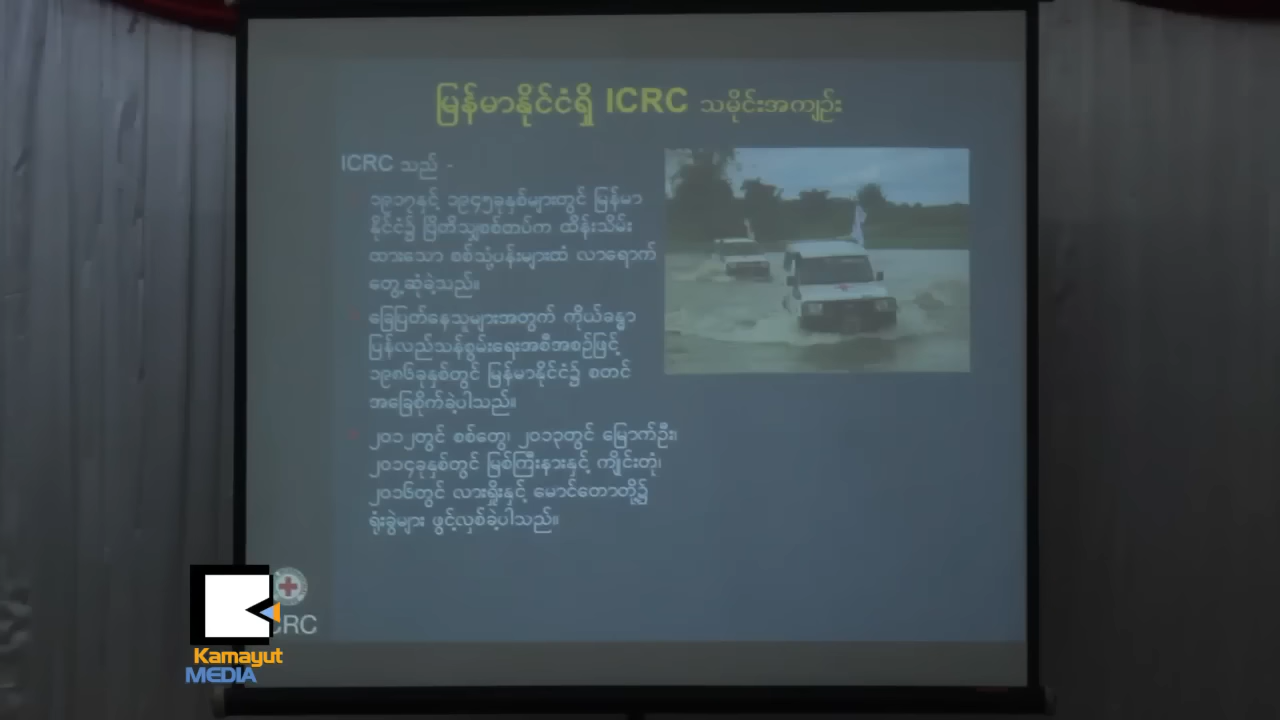 မြန်မာနိုင်ငံရှိ ICRC သမိုင်းအကျဉ်း
ICRC သည် -
၁၉၁၇နှင့် ၁၉၄၅ခုနှစ်များတွင် မြန်မာ
နိုင်ငံ၌ ဗြိတိသျှစစ်တပ်က ထိန်းသိမ်း
ထားသော စစ်သုံ့ပန်းများထံ လာရောက်
တွေ့ဆုံခဲ့သည်။
ခြေပြတ်နေသူများအတွက် ကိုယ်ခန္ဓာ
ပြန်လည်သန်စွမ်းရေးအစီအစဉ်ဖြင့်
၁၉၈၆ခုနှစ်တွင် မြန်မာနိုင်ငံ၌ စတင်
အခြေစိုက်ခဲ့ပါသည်။
၂၀၁၂တွင် စစ်တွေ၊ ၂၀၁၃တွင် မြောက်ဦး၊
၂၀၁၄ခုနှစ်တွင် မြစ်ကြီးနားနှင့် ကျိုင်းတုံ၊
၂၀၁၆တွင် လားရှိုးနှင့် မောင်တောတို့၌
ရုံးခွဲများ ဖွင့်လှစ်ခဲ့ပါသည်။
CRC
Kamayut
MEDIA